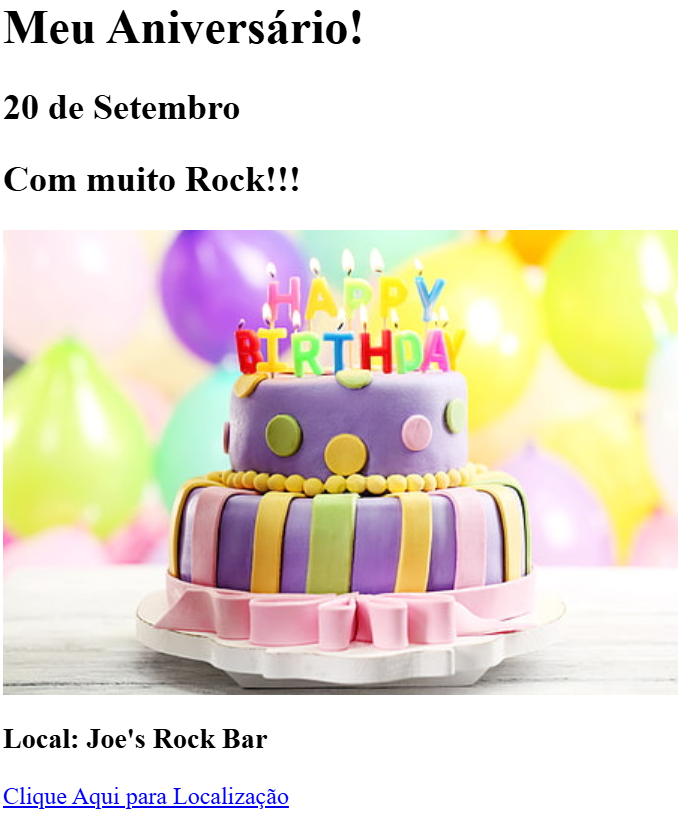 Meu Aniversário!
20 de Setembro
Com muito Rock!!!
HAPPY
BIRTHDAY
Local: Joe's Rock Bar
Clique Aqui para Localização